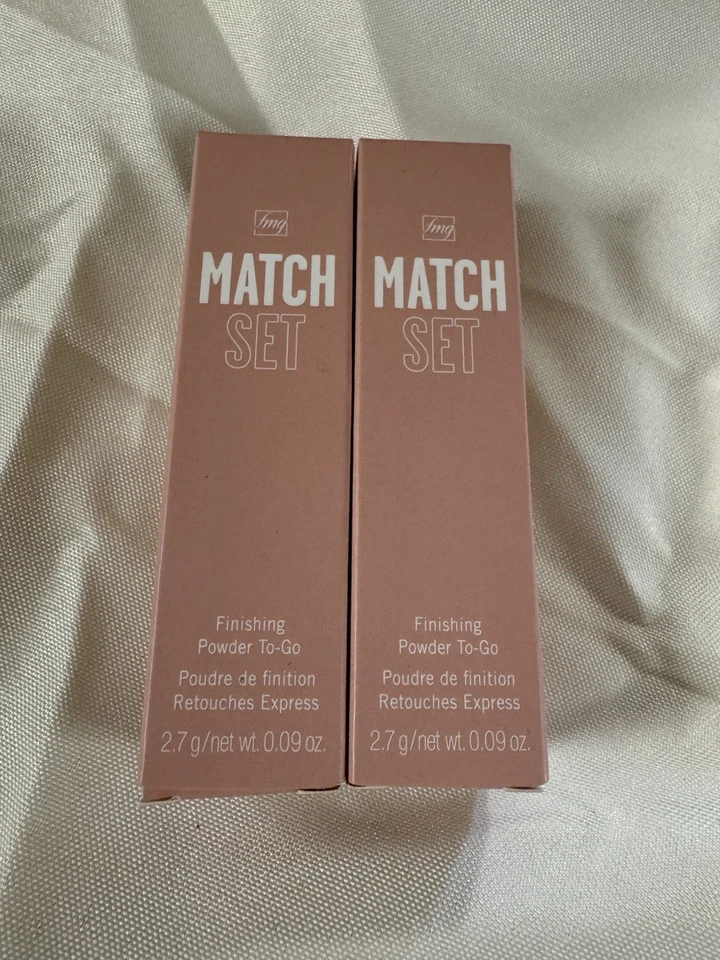 fmg
MATCH
SET
Finishing
Powder To-Go
Poudre de finition
Retouches Express
2.7 g/net wt. 0.09 oz.
fmg
MATCH
SET
Finishing
Powder To-Go
Poudre de finition
Retouches Express
2.7 g/net wt. 0.09 oz.